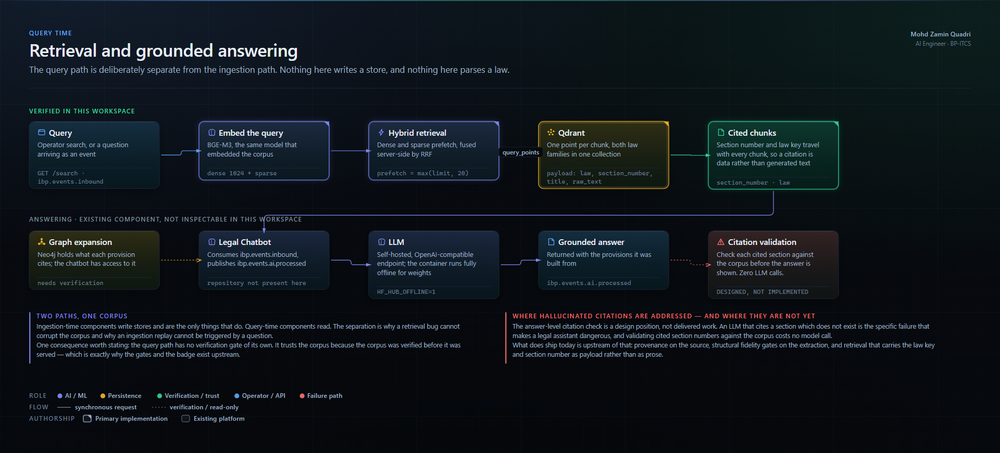 QUERY TIME
Retrieval and grounded answering
The query path is deliberately separate from the ingestion path. Nothing here writes a store, and nothing here parses a law.
Mohd Zamin Quadri
AI Engineer · BP-ITCS
VERIFIED IN THIS WORKSPACE
Query
Operator search, or a question
arriving as an event
GET /search ·
ibp.events.inbound
Embed the query
BGE-M3, the same model that
embedded the corpus
dense 1024 + sparse
Hybrid retrieval
Dense and sparse prefetch, fused
server-side by RRF
prefetch = max(limit, 20)
query_points
Qdrant
One point per chunk, both law
families in one collection
payload: law, section_number,
title, raw_text
Cited chunks
Section number and law key travel
with every chunk, so a citation is
data rather than generated text
section_number · law
ANSWERING · EXISTING COMPONENT, NOT INSPECTABLE IN THIS WORKSPACE
Graph expansion
Neo4j holds what each provision
cites; the chatbot has access to it
needs verification
Legal Chatbot
Consumes ibp.events.inbound,
publishes ibp.events.ai.processed
repository not present here
LLM
Self-hosted, OpenAI-compatible
endpoint; the container runs fully
offline for weights
HF_HUB_OFFLINE=1
Grounded answer
Returned with the provisions it was
built from
ibp.events.ai.processed
Citation validation
Check each cited section against
the corpus before the answer is
shown. Zero LLM calls.
DESIGNED, NOT IMPLEMENTED
TWO PATHS, ONE CORPUS
Ingestion-time components write stores and are the only things that do. Query-time components read. The separation is why a retrieval bug cannot
corrupt the corpus and why an ingestion replay cannot be triggered by a question.
One consequence worth stating: the query path has no verification gate of its own. It trusts the corpus because the corpus was verified before it was
served — which is exactly why the gates and the badge exist upstream.
WHERE HALLUCINATED CITATIONS ARE ADDRESSED — AND WHERE THEY ARE NOT YET
The answer-level citation check is a design position, not delivered work. An LLM that cites a section which does not exist is the specific failure that
makes a legal assistant dangerous, and validating cited section numbers against the corpus costs no model call.
What does ship today is upstream of that: provenance on the source, structural fidelity gates on the extraction, and retrieval that carries the law key
and section number as payload rather than as prose.
ROLE AI / ML Persistence Verification / trust Operator / API Failure path
FLOW synchronous request verification / read-only
AUTHORSHIP Primary implementation Existing platform